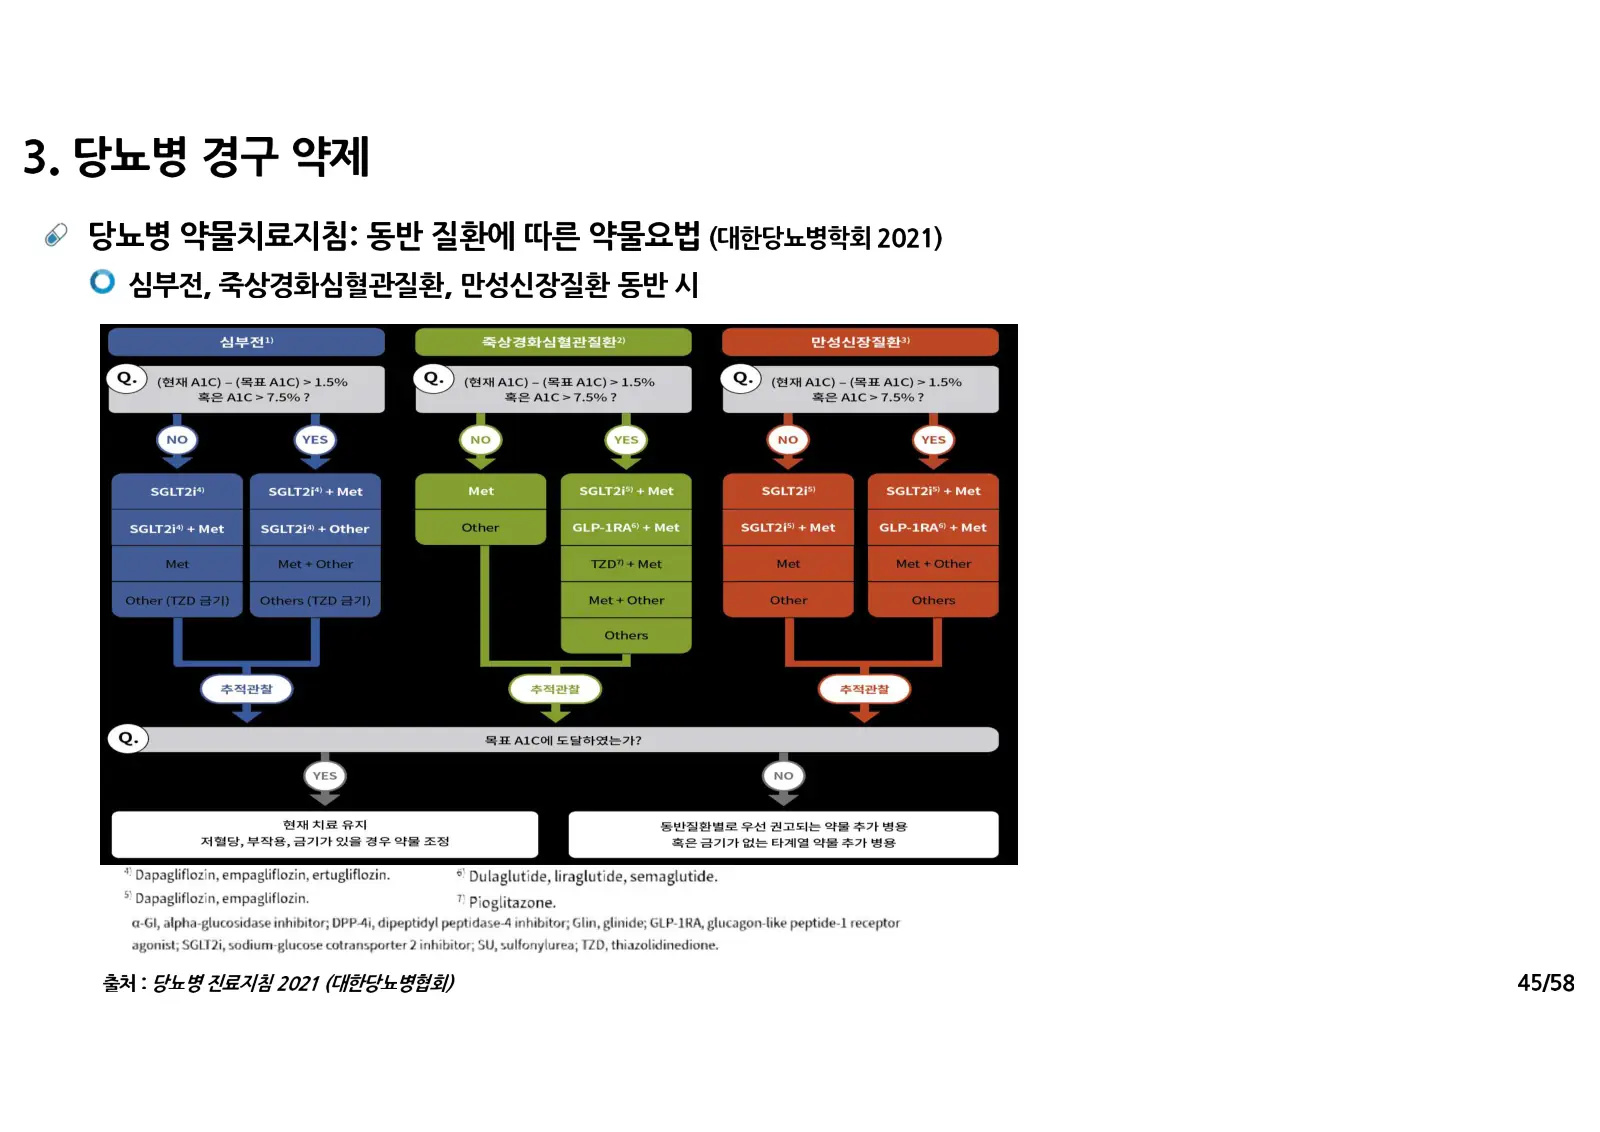 3. 당뇨병 경구 약제
당뇨병 약물치료지침: 동반 질환에 따른 약물요법 (대한당뇨병학회 2021)
심부전, 죽상경화심혈관질환, 만성신장질환 동반 시
심부전1)
Q. (현재 A1C) – (목표 A1C) > 1.5%
혹은 A1C > 7.5% ?
NO YES
SGLT2i4)
SGLT2i4) + Met
Met
Other (TZD 금기)
SGLT2i4) + Met
SGLT2i4) + Other
Met + Other
Others (TZD 금기)
추적관찰
죽상경화심혈관질환2)
Q. (현재 A1C) – (목표 A1C) > 1.5%
혹은 A1C > 7.5% ?
NO YES
Met
Other
SGLT2i5) + Met
GLP-1RA6) + Met
TZD7) + Met
Met + Other
Others
추적관찰
만성신장질환3)
Q. (현재 A1C) – (목표 A1C) > 1.5%
혹은 A1C > 7.5% ?
NO YES
SGLT2i5)
SGLT2i5) + Met
Met
Other
SGLT2i5) + Met
GLP-1RA6) + Met
Met + Other
Others
추적관찰
Q. 목표 A1C에 도달하였는가?
YES
현재 치료 유지
저혈당, 부작용, 금기가 있을 경우 약물 조정
NO
동반질환별로 우선 권고되는 약물 추가 병용
혹은 금기가 없는 타계열 약물 추가 병용
4) Dapagliflozin, empagliflozin, ertugliflozin.
5) Dapagliflozin, empagliflozin.
6) Dulaglutide, liraglutide, semaglutide.
7) Pioglitazone.
α-GI, alpha-glucosidase inhibitor; DPP-4i, dipeptidyl peptidase-4 inhibitor; Glin, glinide; GLP-1RA, glucagon-like peptide-1 receptor
agonist; SGLT2i, sodium-glucose cotransporter 2 inhibitor; SU, sulfonylurea; TZD, thiazolidinedione.
출처 : 당뇨병 진료지침 2021 (대한당뇨병협회)
45/58